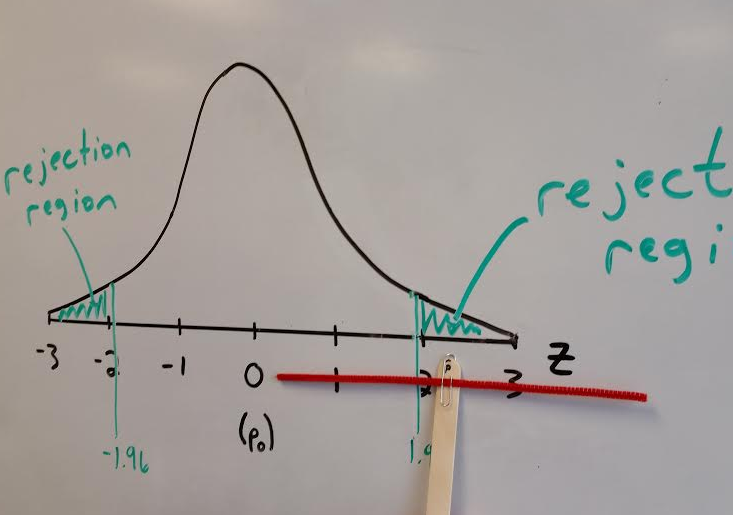 rejection
region
reject
regi
-3 -2 -1 0 1 2 3 Z
(p₀)
-1.96
1.9